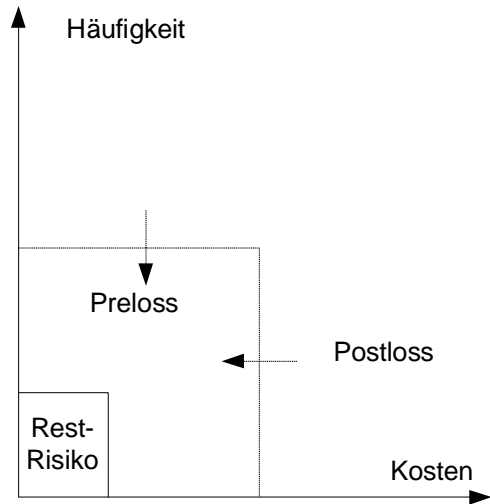 Häufigkeit
Preloss
Postloss
Rest-
Risiko
Kosten